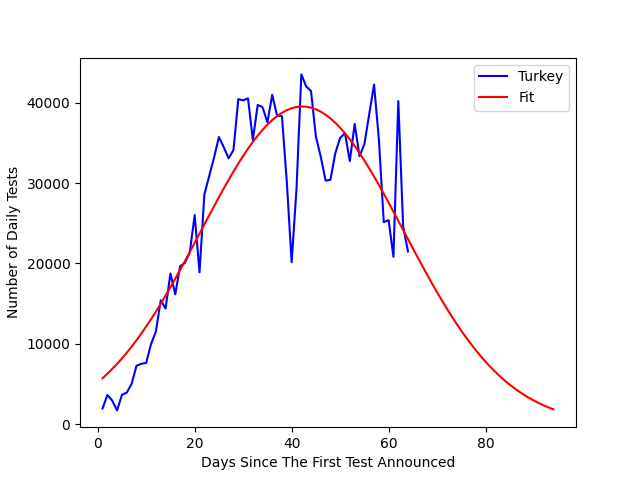 Turkey
Fit
40000
30000
20000
10000
0
Number of Daily Tests
0 20 40 60 80
Days Since The First Test Announced